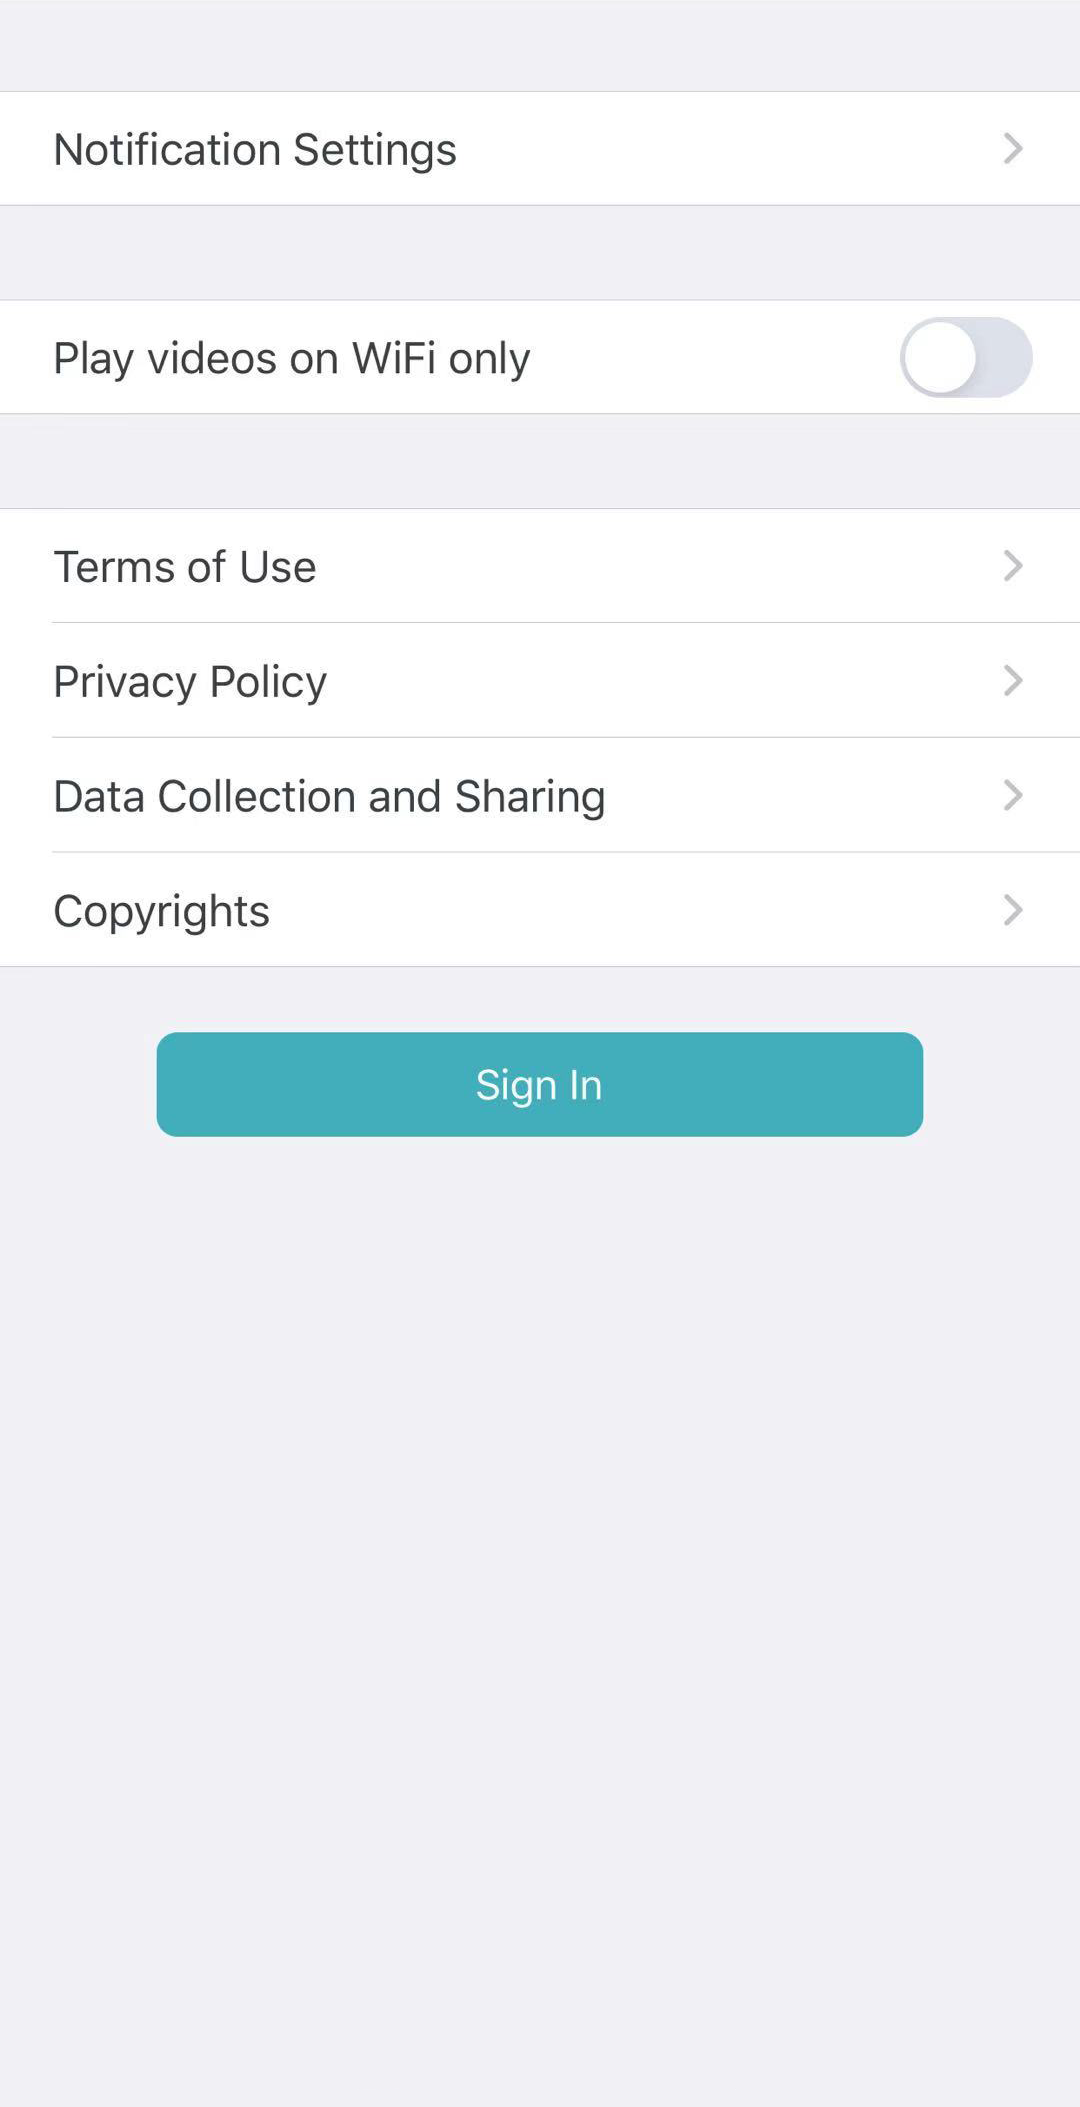 Notification Settings
Play videos on WiFi only
Terms of Use
Privacy Policy
Data Collection and Sharing
Copyrights
Sign In